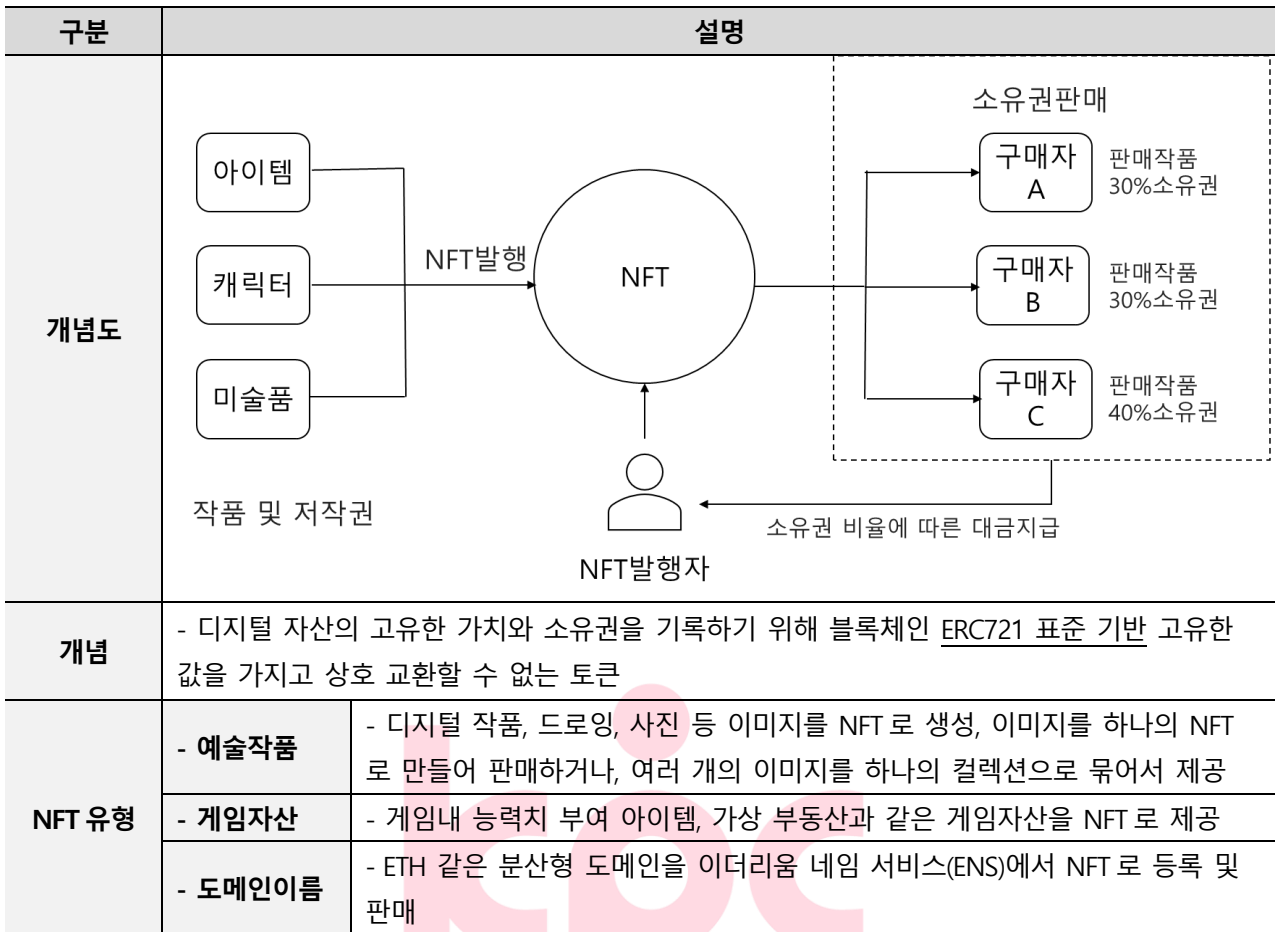 구분 설명
소유권판매
아이템
캐릭터
미술품
NFT발행
NFT
구매자
A
판매작품
30%소유권
구매자
B
판매작품
30%소유권
구매자
C
판매작품
40%소유권
작품 및 저작권
소유권 비율에 따른 대금지급
NFT발행자
개념도
개념
- 디지털 자산의 고유한 가치와 소유권을 기록하기 위해 블록체인 ERC721 표준 기반 고유한
값을 가지고 상호 교환할 수 없는 토큰
NFT 유형
- 예술작품
- 디지털 작품, 드로잉, 사진 등 이미지를 NFT 로 생성, 이미지를 하나의 NFT
로 만들어 판매하거나, 여러 개의 이미지를 하나의 컬렉션으로 묶어서 제공
- 게임자산
- 게임내 능력치 부여 아이템, 가상 부동산과 같은 게임자산을 NFT 로 제공
- 도메인이름
- ETH 같은 분산형 도메인을 이더리움 네임 서비스(ENS)에서 NFT 로 등록 및
판매
kpc